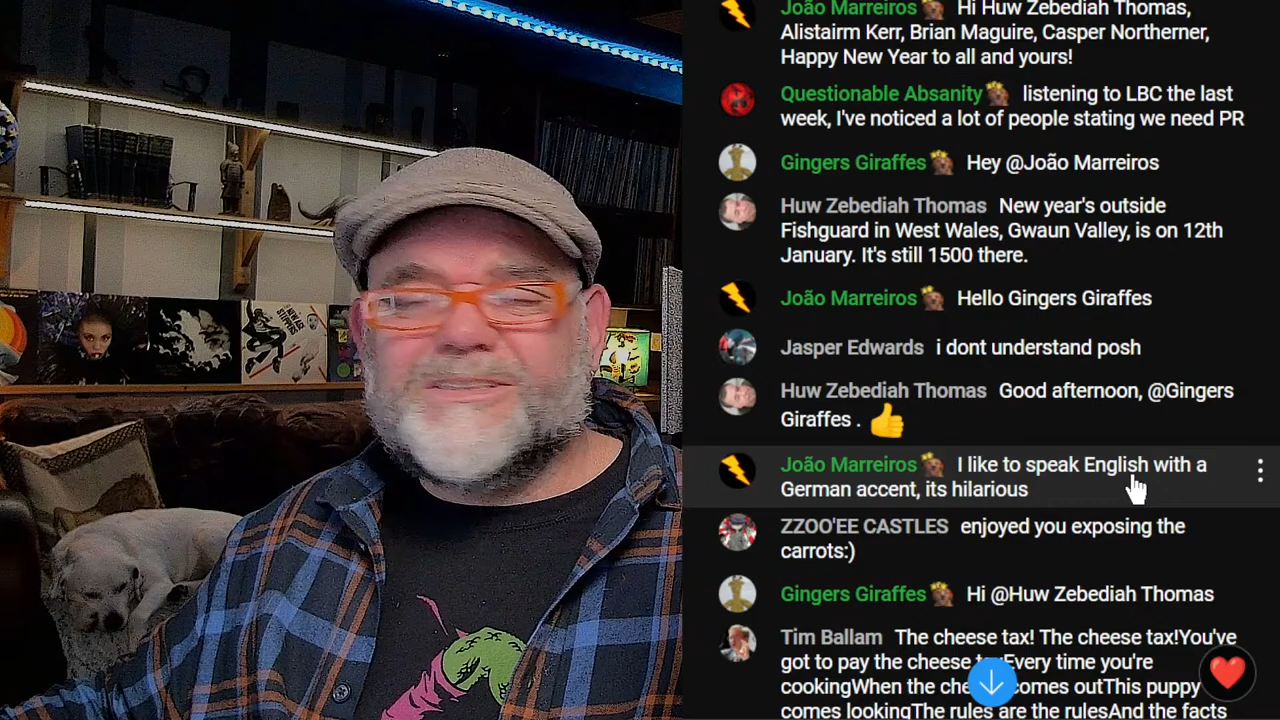 João Marreiros Hi Huw Zebediah Thomas,
Alistairm Kerr, Brian Maguire, Casper Northerner,
Happy New Year to all and yours!
Questionable Absanity listening to LBC the last
week, I've noticed a lot of people stating we need PR
Gingers Giraffes Hey @João Marreiros
Huw Zebediah Thomas New year's outside
Fishguard in West Wales, Gwaun Valley, is on 12th
January. It's still 1500 there.
João Marreiros Hello Gingers Giraffes
Jasper Edwards i dont understand posh
Huw Zebediah Thomas Good afternoon, @Gingers
Giraffes . 👍
João Marreiros I like to speak English with a
German accent, its hilarious
ZZOO'EE CASTLES enjoyed you exposing the
carrots:)
Gingers Giraffes Hi @Huw Zebediah Thomas
Tim Ballam The cheese tax! The cheese tax!You've
got to pay the cheese Every time you're
cookingWhen the comes outThis puppy
comes lookingThe rules are the rulesAnd the facts